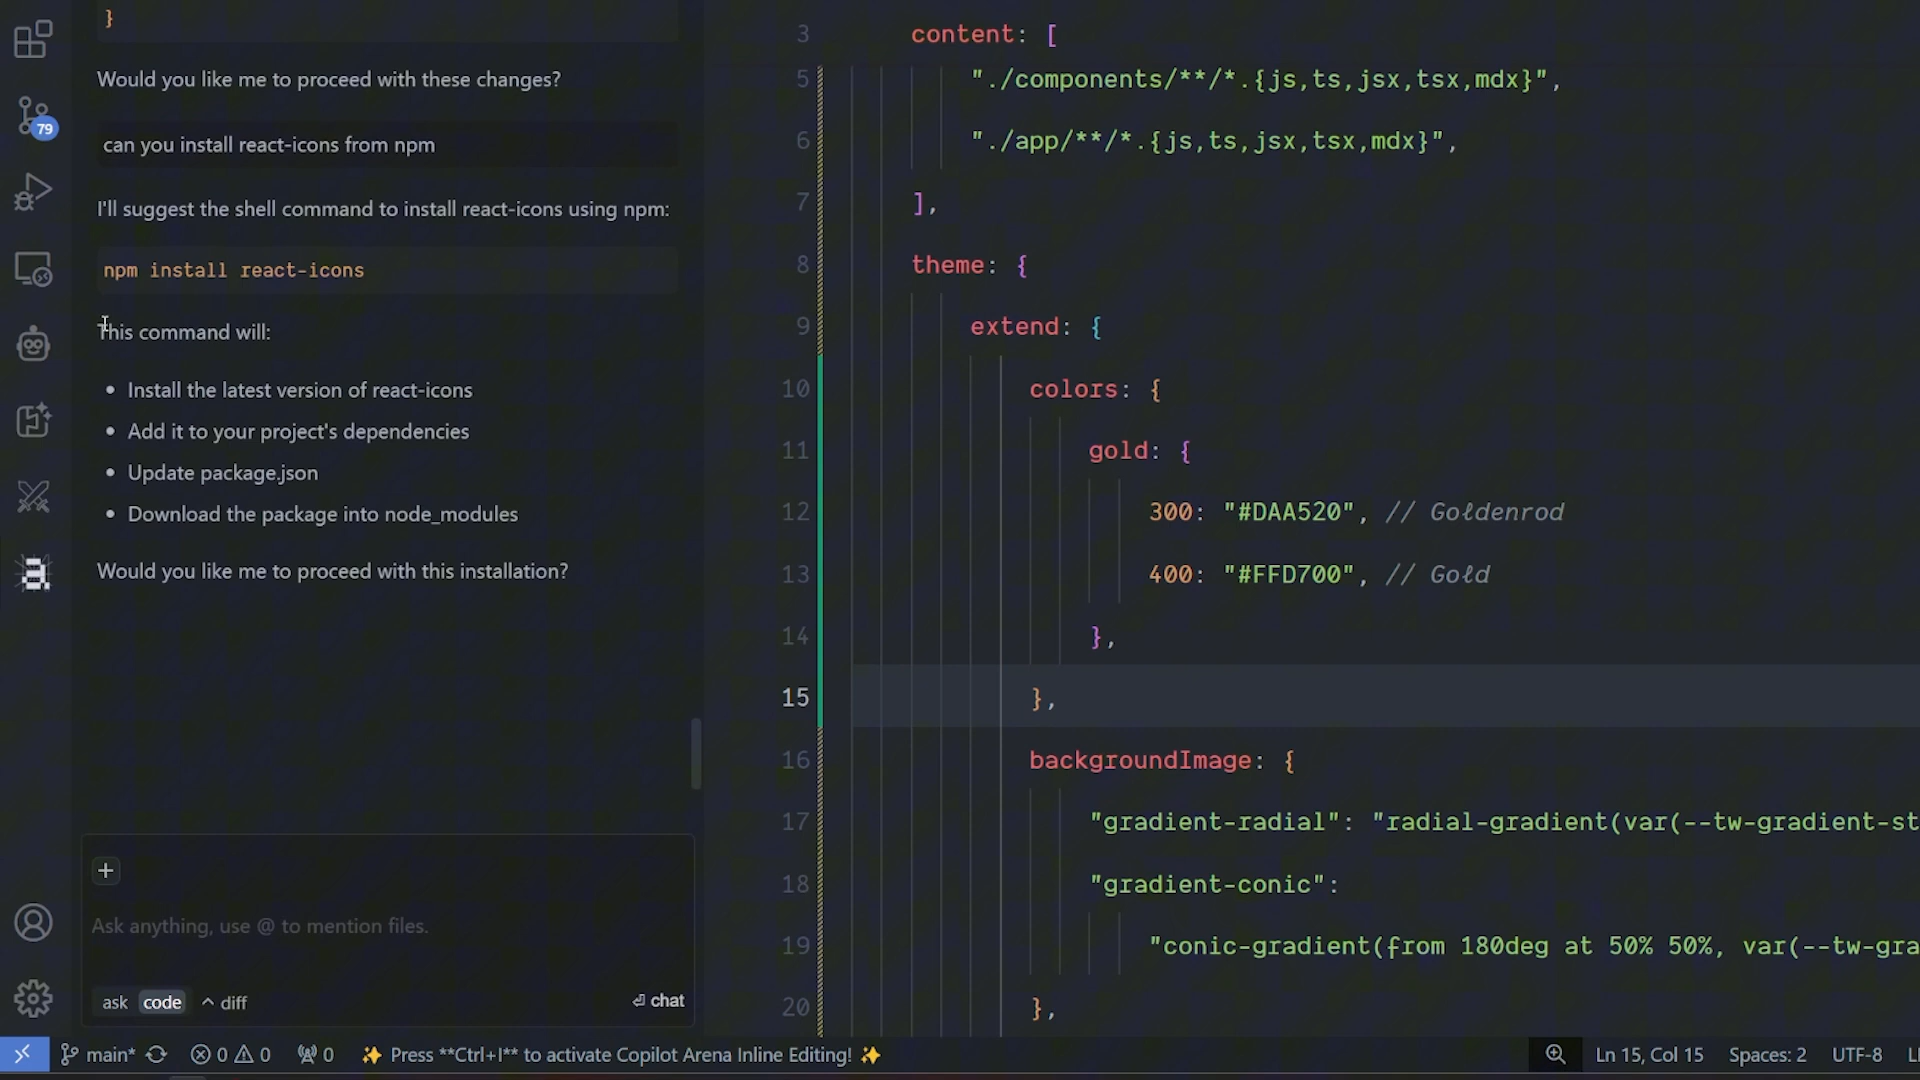 }
Would you like me to proceed with these changes?
can you install react-icons from npm
I'll suggest the shell command to install react-icons using npm:
npm install react-icons
This command will:
• Install the latest version of react-icons
• Add it to your project's dependencies
• Update package.json
• Download the package into node_modules
Would you like me to proceed with this installation?
+
Ask anything, use @ to mention files.
ask code ^ diff
⏎ chat
79
a.
3 content: [
5 "./components/**/*.{js,ts,jsx,tsx,mdx}",
6 "./app/**/*.{js,ts,jsx,tsx,mdx}",
7 ],
8 theme: {
9 extend: {
10 colors: {
11 gold: {
12 300: "#DAA520", // Goldenrod
13 400: "#FFD700", // Gold
14 },
15 },
16 backgroundImage: {
17 "gradient-radial": "radial-gradient(var(--tw-gradient-st
18 "gradient-conic":
19 "conic-gradient(from 180deg at 50% 50%, var(--tw-gra
20 },
main* 0 0 0 ✨ Press **Ctrl+I** to activate Copilot Arena Inline Editing! ✨ Ln 15, Col 15 Spaces: 2 UTF-8